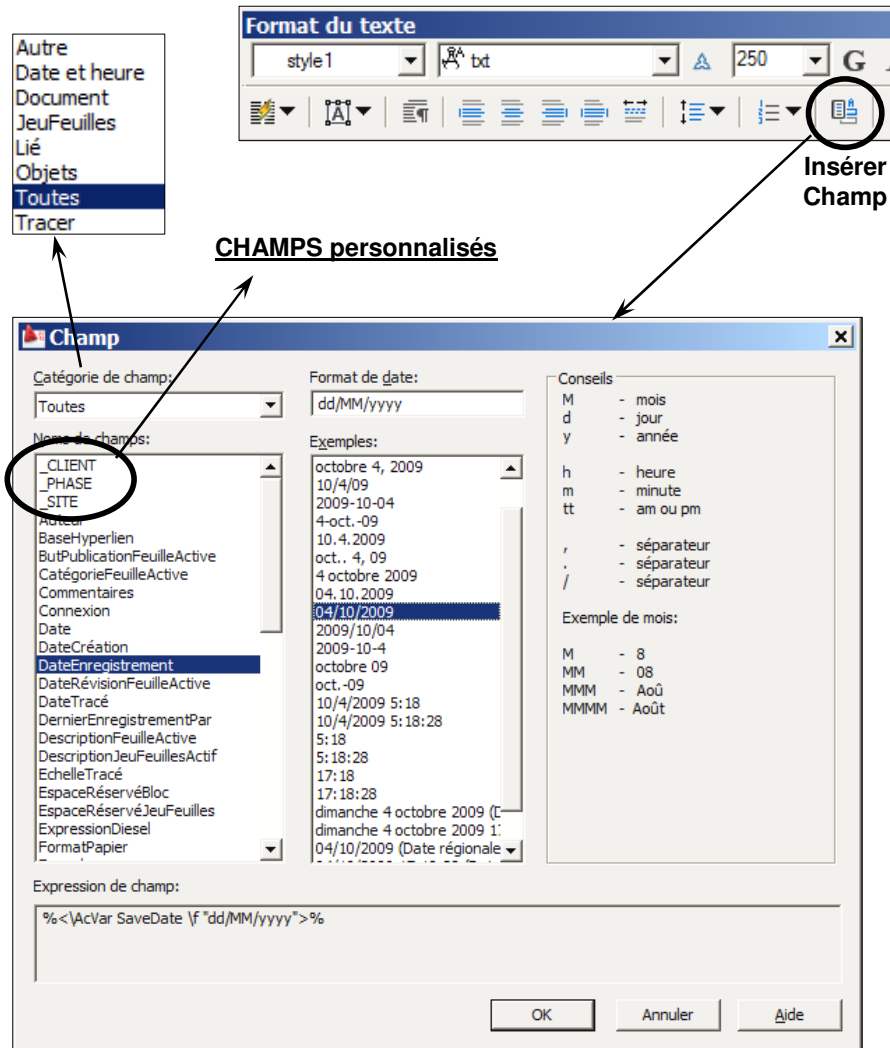 Autre
Date et heure
Document
JeuFeuilles
Lié
Objets
Toutes
Tracer
Format du texte
style1
txt
250
G
Insérer
Champ
CHAMPS personnalisés
Champ
Catégorie de champ:
Toutes
Noms de champs:
_CLIENT
_PHASE
_SITE
Auteur
BaseHyperlien
ButPublicationFeuilleActive
CatégorieFeuilleActive
Commentaires
Connexion
Date
DateCréation
DateEnregistrement
DateRévisionFeuilleActive
DateTracé
DernierEnregistrementPar
DescriptionFeuilleActive
DescriptionJeuFeuillesActif
EchelleTracé
EspaceRéservéBloc
EspaceRéservéJeuFeuilles
ExpressionDiesel
FormatPapier
Format de date:
dd/MM/yyyy
Exemples:
octobre 4, 2009
10/4/09
2009-10-04
4-oct.-09
10.4.2009
oct.. 4, 09
4 octobre 2009
04.10.2009
04/10/2009
2009/10/04
2009-10-4
octobre 09
oct.-09
10/4/2009 5:18
10/4/2009 5:18:28
5:18
5:18:28
17:18
17:18:28
dimanche 4 octobre 2009 (D
dimanche 4 octobre 2009 17
04/10/2009 (Date régionale
Conseils
M - mois
d - jour
y - année
h - heure
m - minute
tt - am ou pm
, - séparateur
. - séparateur
/ - séparateur
Exemple de mois:
M - 8
MM - 08
MMM - Aoû
MMMM - Août
Expression de champ:
%<\AcVar SaveDate \f "dd/MM/yyyy">%
OK
Annuler
Aide